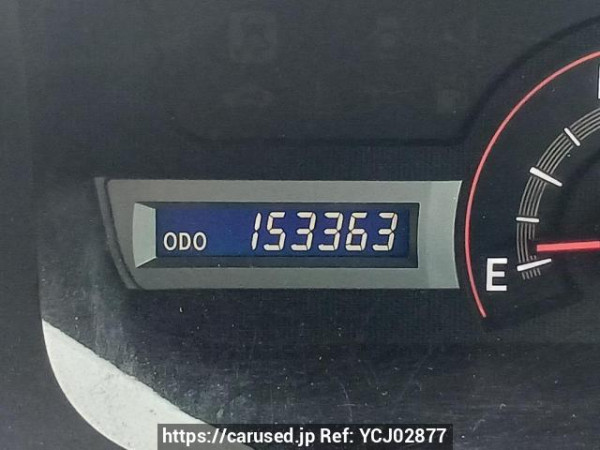 ODO 153363
E
https://carused.jp Ref: YCJ02877